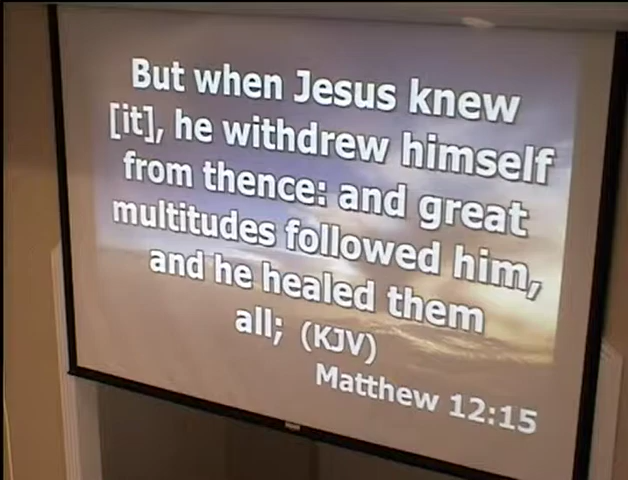 But when Jesus knew
[it], he withdrew himself
from thence: and great
multitudes followed him,
and he healed them
all; (KJV)
Matthew 12:15